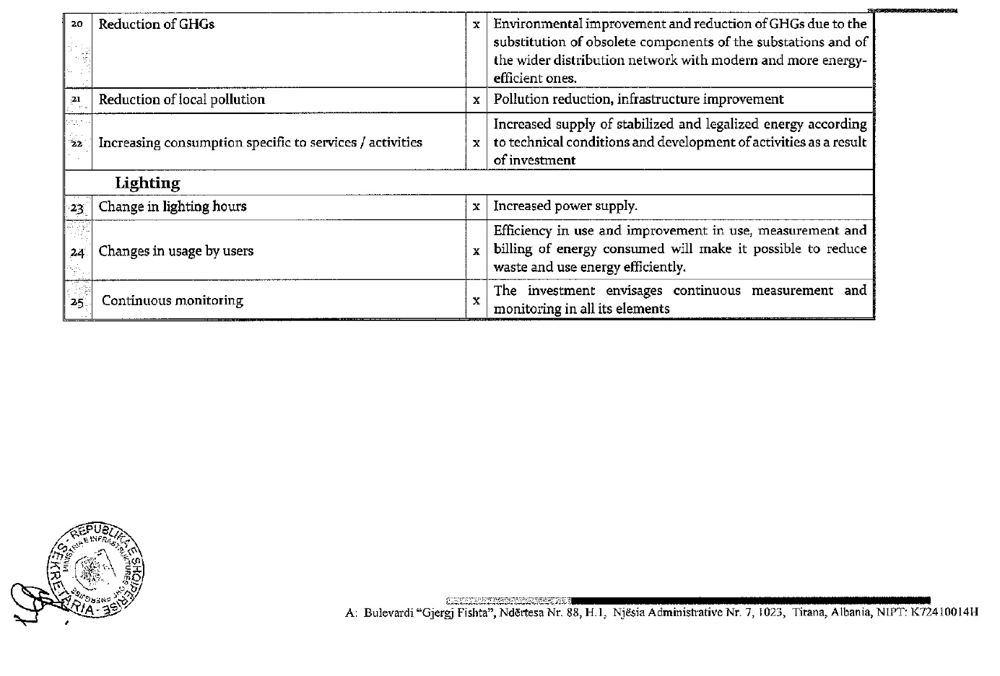 20 Reduction of GHGs x Environmental improvement and reduction of GHGs due to the
substitution of obsolete components of the substations and of
the wider distribution network with modern and more energy-
efficient ones.
21 Reduction of local pollution x Pollution reduction, infrastructure improvement
Increased supply of stabilized and legalized energy according
22 Increasing consumption specific to services / activities x to technical conditions and development of activities as a result
of investment
Lighting
23 Change in lighting hours x Increased power supply.
Efficiency in use and improvement in use, measurement and
24 Changes in usage by users x billing of energy consumed will make it possible to reduce
waste and use energy efficiently.
25 Continuous monitoring x The investment envisages continuous measurement and
monitoring in all its elements
- REPUBLIKA E SHQIPERISE -
SEKRETARIA
MINISTRIA E INFRASTRUKTURES DHE ENERGJISE
A: Bulevardi “Gjergj Fishta”, Ndërtesa Nr. 88, H.1, Njësia Administrative Nr. 7, 1023, Tirana, Albania, NIPT: K72410014H